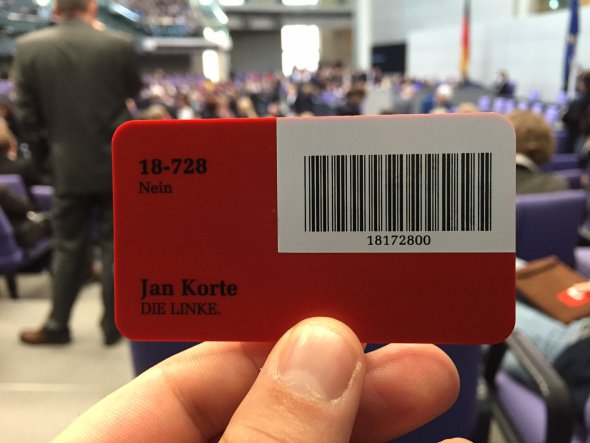 18-728
Nein
18172800
Jan Korte
DIE LINKE.